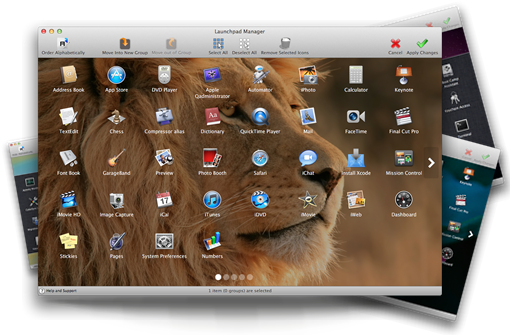 Launchpad Manager
Order Alphabetically Move Into New Group Move out of Group Select All Deselect All Remove Selected Icons Cancel Apply Changes
Address Book App Store DVD Player Apple Qadministrator Automator iPhoto Calculator Keynote
TextEdit Chess Compressor alias Dictionary QuickTime Player Mail FaceTime Final Cut Pro
Font Book GarageBand Preview Photo Booth Safari iChat Install Xcode Mission Control
iMovie HD Image Capture iCal iTunes iDVD iMovie iWeb Dashboard
Stickies Pages System Preferences Numbers
Help and Support 1 item (0 groups) are selected
Keynote
Final Cut Pro